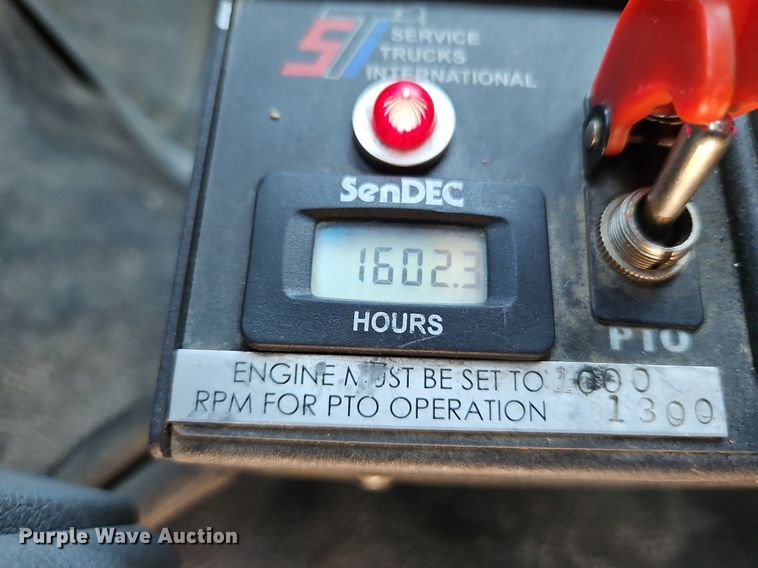 STI
SERVICE
TRUCKS
INTERNATIONAL
SenDEC
1602.3
HOURS
PTO
ENGINE MUST BE SET TO 1000
RPM FOR PTO OPERATION 1300
Purple Wave Auction